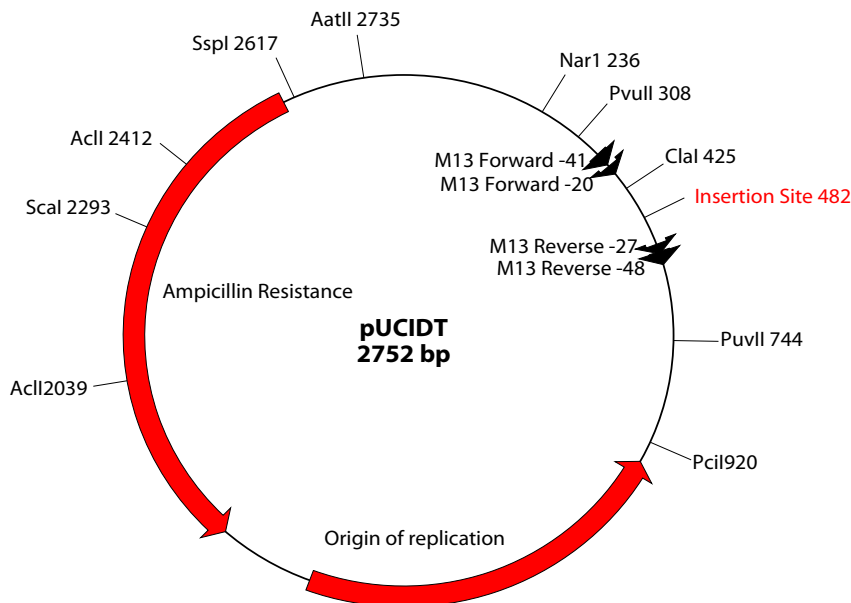 AatII 2735
SspI 2617
Nar1 236
PvuII 308
AclI 2412
M13 Forward -41
ClaI 425
M13 Forward -20
Insertion Site 482
ScaI 2293
M13 Reverse -27
M13 Reverse -48
Ampicillin Resistance
pUCIDT
2752 bp
PuvII 744
AclI2039
PciI920
Origin of replication